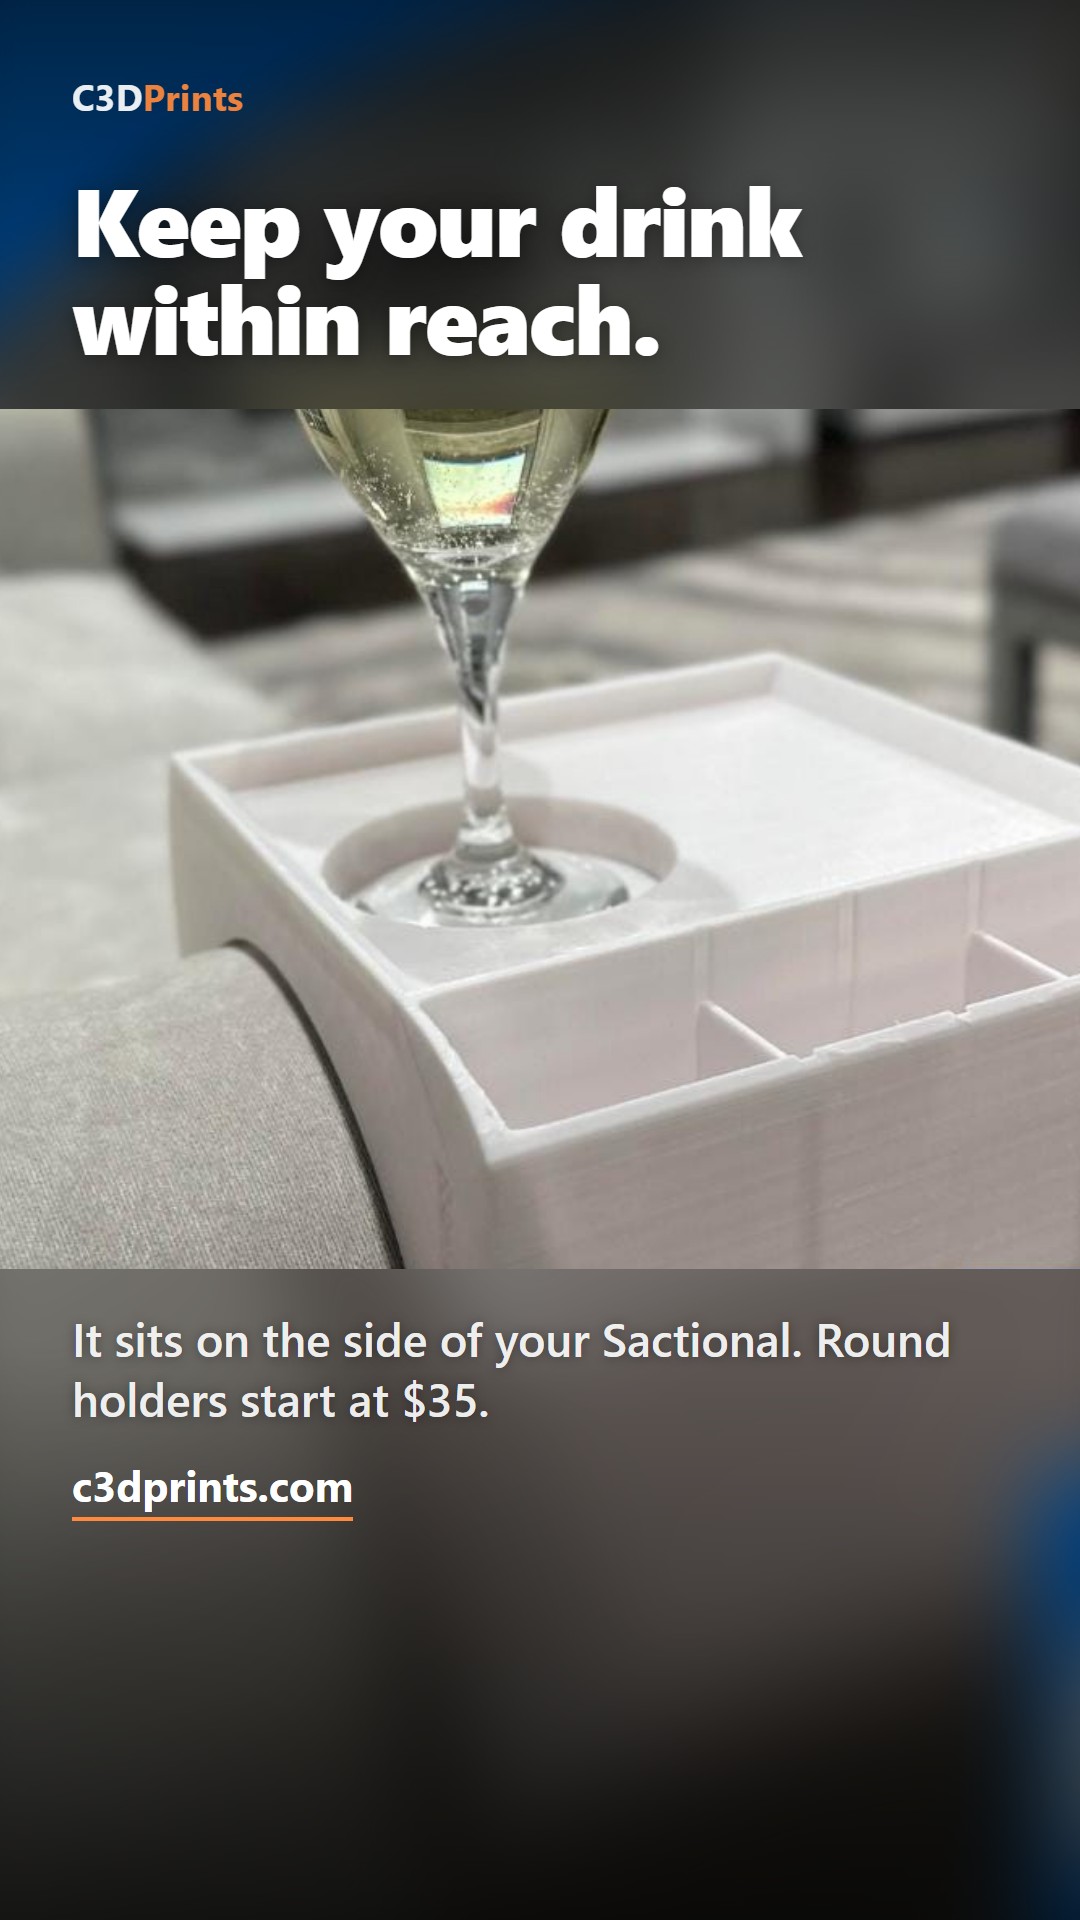 C3DPrints
Keep your drink
within reach.
It sits on the side of your Sactional. Round
holders start at $35.
c3dprints.com